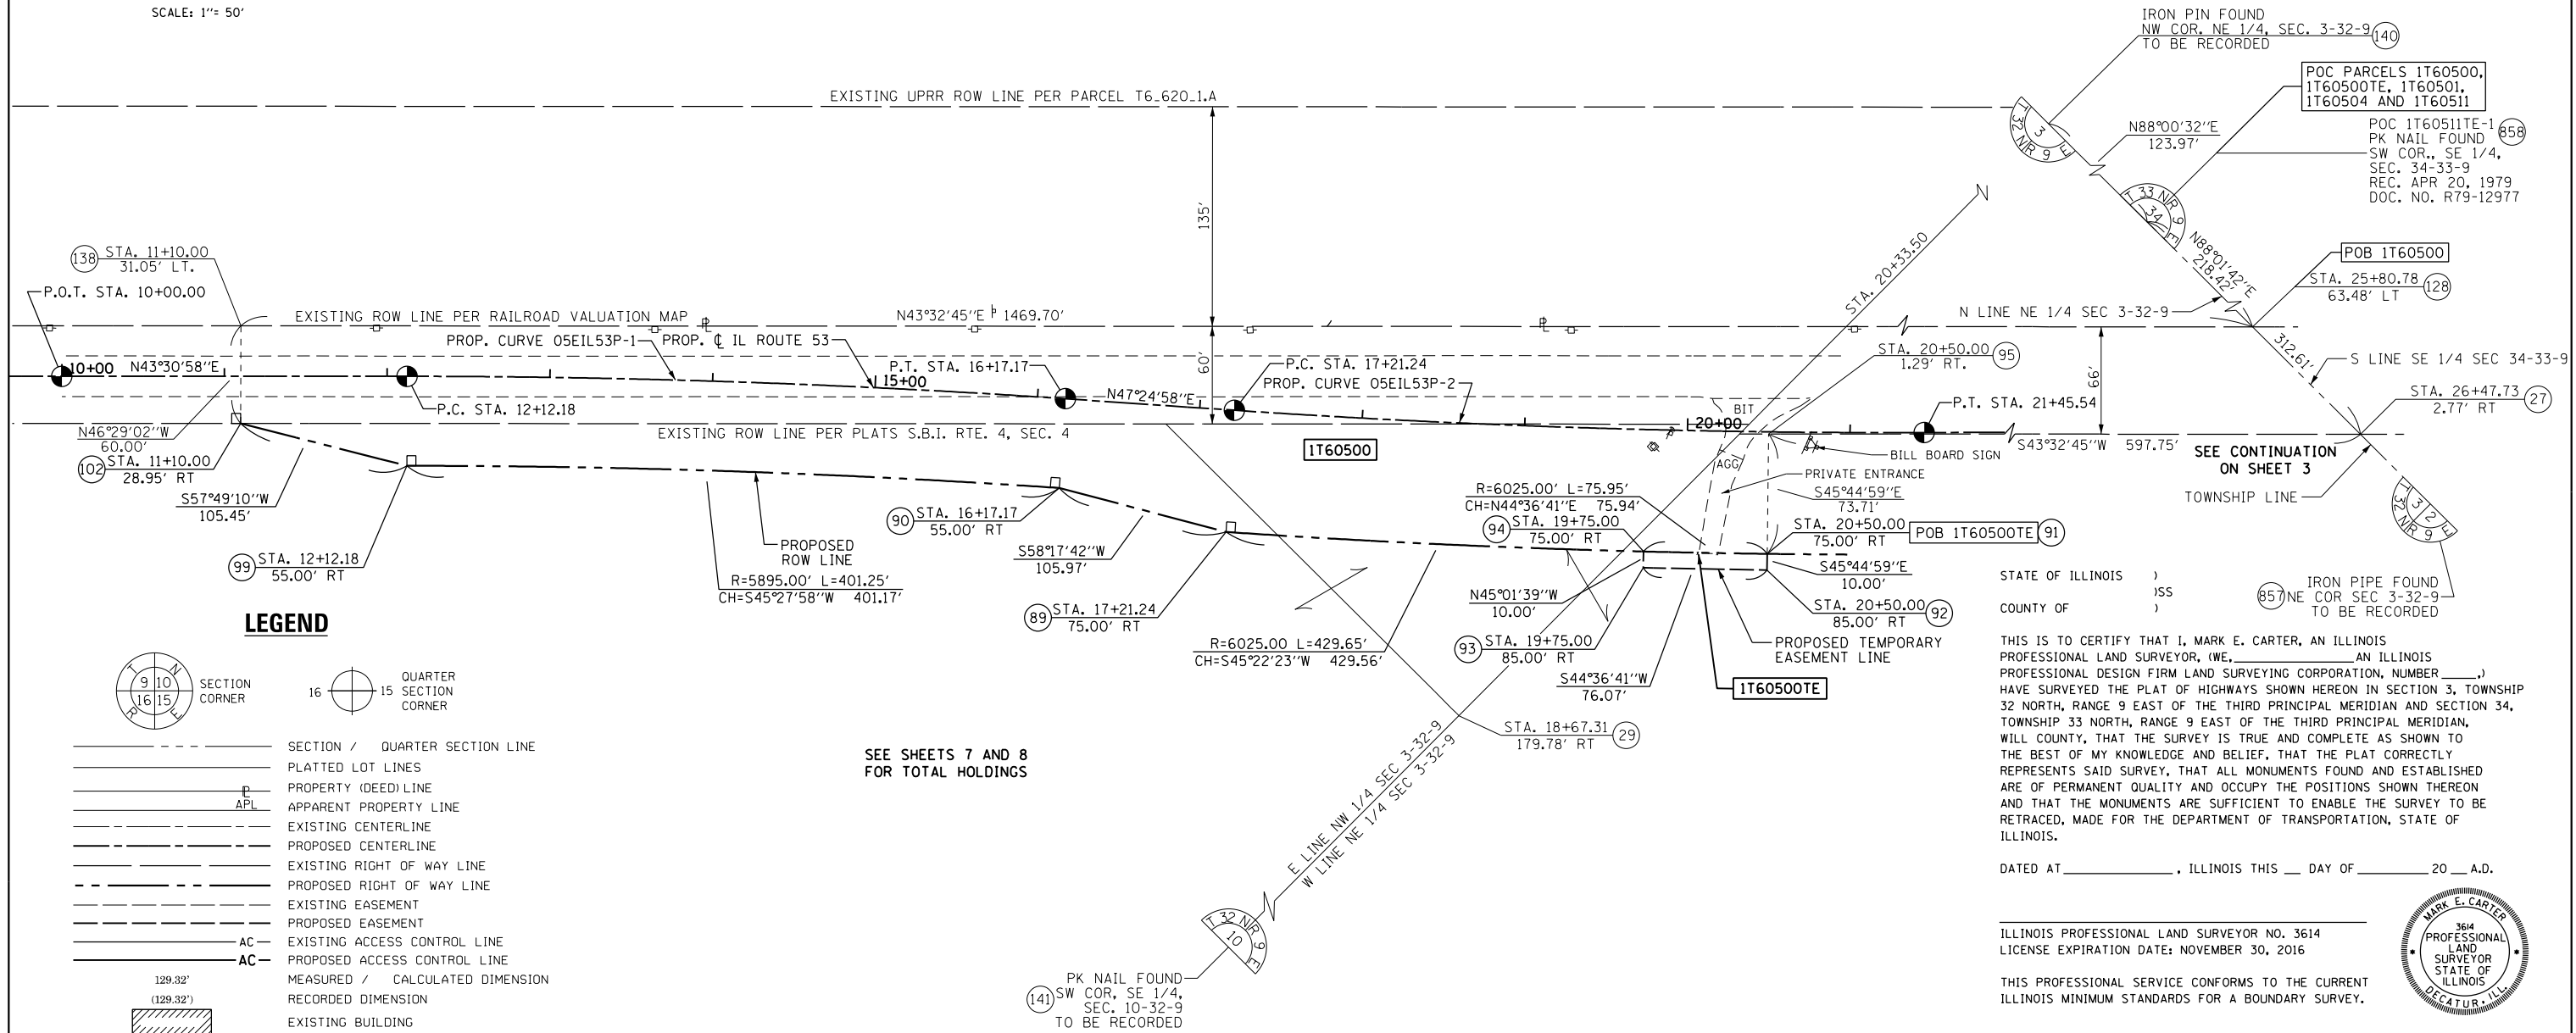 SCALE: 1''= 50'
IRON PIN FOUND
NW COR. NE 1/4, SEC. 3-32-9
TO BE RECORDED
140
POC PARCELS 1T60500,
1T60500TE, 1T60501,
1T60504 AND 1T60511
POC 1T60511TE-1
PK NAIL FOUND
SW COR., SE 1/4,
SEC. 34-33-9
REC. APR 20, 1979
DOC. NO. R79-12977
858
EXISTING UPRR ROW LINE PER PARCEL T6_620_1.A
T 32 N R 9 E
3
N88°00'32''E
123.97'
T 33 N R 9 E
34
135'
N
STA. 20+33.50
N88°01'42''E
218.42'
POB 1T60500
STA. 25+80.78
63.48' LT
128
138
STA. 11+10.00
31.05' LT.
P.O.T. STA. 10+00.00
EXISTING ROW LINE PER RAILROAD VALUATION MAP
N43°32'45''E
1469.70'
N LINE NE 1/4 SEC 3-32-9
PROP. CURVE 05EIL53P-1
PROP. ℄ IL ROUTE 53
60'
66'
312.61'
S LINE SE 1/4 SEC 34-33-9
10+00
N43°30'58''E
15+00
P.T. STA. 16+17.17
P.C. STA. 17+21.24
PROP. CURVE 05EIL53P-2
STA. 20+50.00
1.29' RT.
95
P.C. STA. 12+12.18
N47°24'58''E
BIT
P.T. STA. 21+45.54
STA. 26+47.73
2.77' RT
27
N46°29'02''W
60.00'
EXISTING ROW LINE PER PLATS S.B.I. RTE. 4, SEC. 4
20+00
1T60500
S43°32'45''W 597.75'
102
STA. 11+10.00
28.95' RT
AGG
BILL BOARD SIGN
SEE CONTINUATION
ON SHEET 3
PRIVATE ENTRANCE
S57°49'10''W
105.45'
R=6025.00' L=75.95'
CH=N44°36'41''E 75.94'
S45°44'59''E
73.71'
TOWNSHIP LINE
T 32 N R 9 E
3 2
90
STA. 16+17.17
55.00' RT
94
STA. 19+75.00
75.00' RT
STA. 20+50.00
75.00' RT
POB 1T60500TE
91
99
STA. 12+12.18
55.00' RT
PROPOSED
ROW LINE
S58°17'42''W
105.97'
S45°44'59''E
10.00'
R=5895.00' L=401.25'
CH=S45°27'58''W 401.17'
N45°01'39''W
10.00'
STA. 20+50.00
85.00' RT
92
STATE OF ILLINOIS )
)SS
COUNTY OF )
857
IRON PIPE FOUND
NE COR SEC 3-32-9
TO BE RECORDED
89
STA. 17+21.24
75.00' RT
LEGEND
R=6025.00 L=429.65'
CH=S45°22'23''W 429.56'
93
STA. 19+75.00
85.00' RT
PROPOSED TEMPORARY
EASEMENT LINE
S44°36'41''W
76.07'
1T60500TE
STA. 18+67.31
179.78' RT
29
T N
9 10
16 15
R E
SECTION
CORNER
16
15
QUARTER
SECTION
CORNER
SEE SHEETS 7 AND 8
FOR TOTAL HOLDINGS
E LINE NW 1/4 SEC 3-32-9
W LINE NE 1/4 SEC 3-32-9
SECTION / QUARTER SECTION LINE
PLATTED LOT LINES
PROPERTY (DEED) LINE
APL APPARENT PROPERTY LINE
EXISTING CENTERLINE
PROPOSED CENTERLINE
EXISTING RIGHT OF WAY LINE
PROPOSED RIGHT OF WAY LINE
EXISTING EASEMENT
PROPOSED EASEMENT
AC EXISTING ACCESS CONTROL LINE
AC PROPOSED ACCESS CONTROL LINE
129.32' MEASURED / CALCULATED DIMENSION
(129.32') RECORDED DIMENSION
EXISTING BUILDING
T 32 N R 9 E
10
141
PK NAIL FOUND
SW COR, SE 1/4,
SEC. 10-32-9
TO BE RECORDED
THIS IS TO CERTIFY THAT I, MARK E. CARTER, AN ILLINOIS
PROFESSIONAL LAND SURVEYOR, (WE,____________AN ILLINOIS
PROFESSIONAL DESIGN FIRM LAND SURVEYING CORPORATION, NUMBER ____,)
HAVE SURVEYED THE PLAT OF HIGHWAYS SHOWN HEREON IN SECTION 3, TOWNSHIP
32 NORTH, RANGE 9 EAST OF THE THIRD PRINCIPAL MERIDIAN AND SECTION 34,
TOWNSHIP 33 NORTH, RANGE 9 EAST OF THE THIRD PRINCIPAL MERIDIAN,
WILL COUNTY, THAT THE SURVEY IS TRUE AND COMPLETE AS SHOWN TO
THE BEST OF MY KNOWLEDGE AND BELIEF, THAT THE PLAT CORRECTLY
REPRESENTS SAID SURVEY, THAT ALL MONUMENTS FOUND AND ESTABLISHED
ARE OF PERMANENT QUALITY AND OCCUPY THE POSITIONS SHOWN THEREON
AND THAT THE MONUMENTS ARE SUFFICIENT TO ENABLE THE SURVEY TO BE
RETRACED, MADE FOR THE DEPARTMENT OF TRANSPORTATION, STATE OF
ILLINOIS.
DATED AT___________, ILLINOIS THIS __ DAY OF _______ 20 __ A.D.
ILLINOIS PROFESSIONAL LAND SURVEYOR NO. 3614
LICENSE EXPIRATION DATE: NOVEMBER 30, 2016
THIS PROFESSIONAL SERVICE CONFORMS TO THE CURRENT
ILLINOIS MINIMUM STANDARDS FOR A BOUNDARY SURVEY.
MARK E. CARTER
3614
PROFESSIONAL
LAND
SURVEYOR
STATE OF
ILLINOIS
DECATUR, ILL.